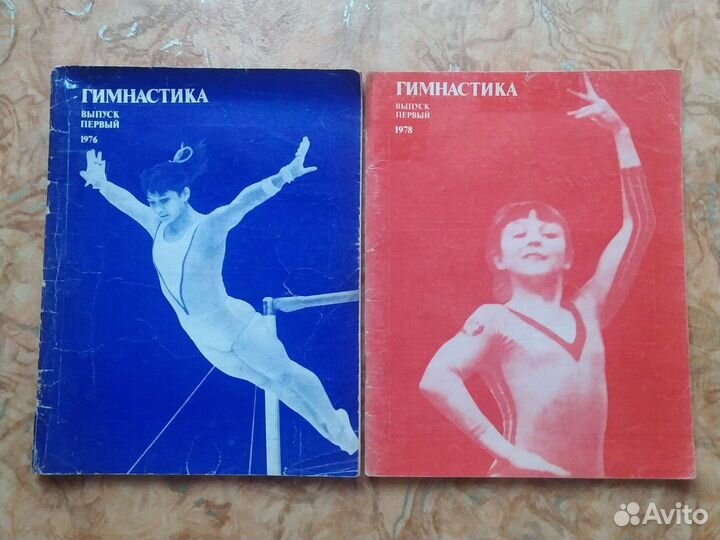 ГИМНАСТИКА
ВЫПУСК
ПЕРВЫЙ
1976
ГИМНАСТИКА
ВЫПУСК
ПЕРВЫЙ
1978
Avito